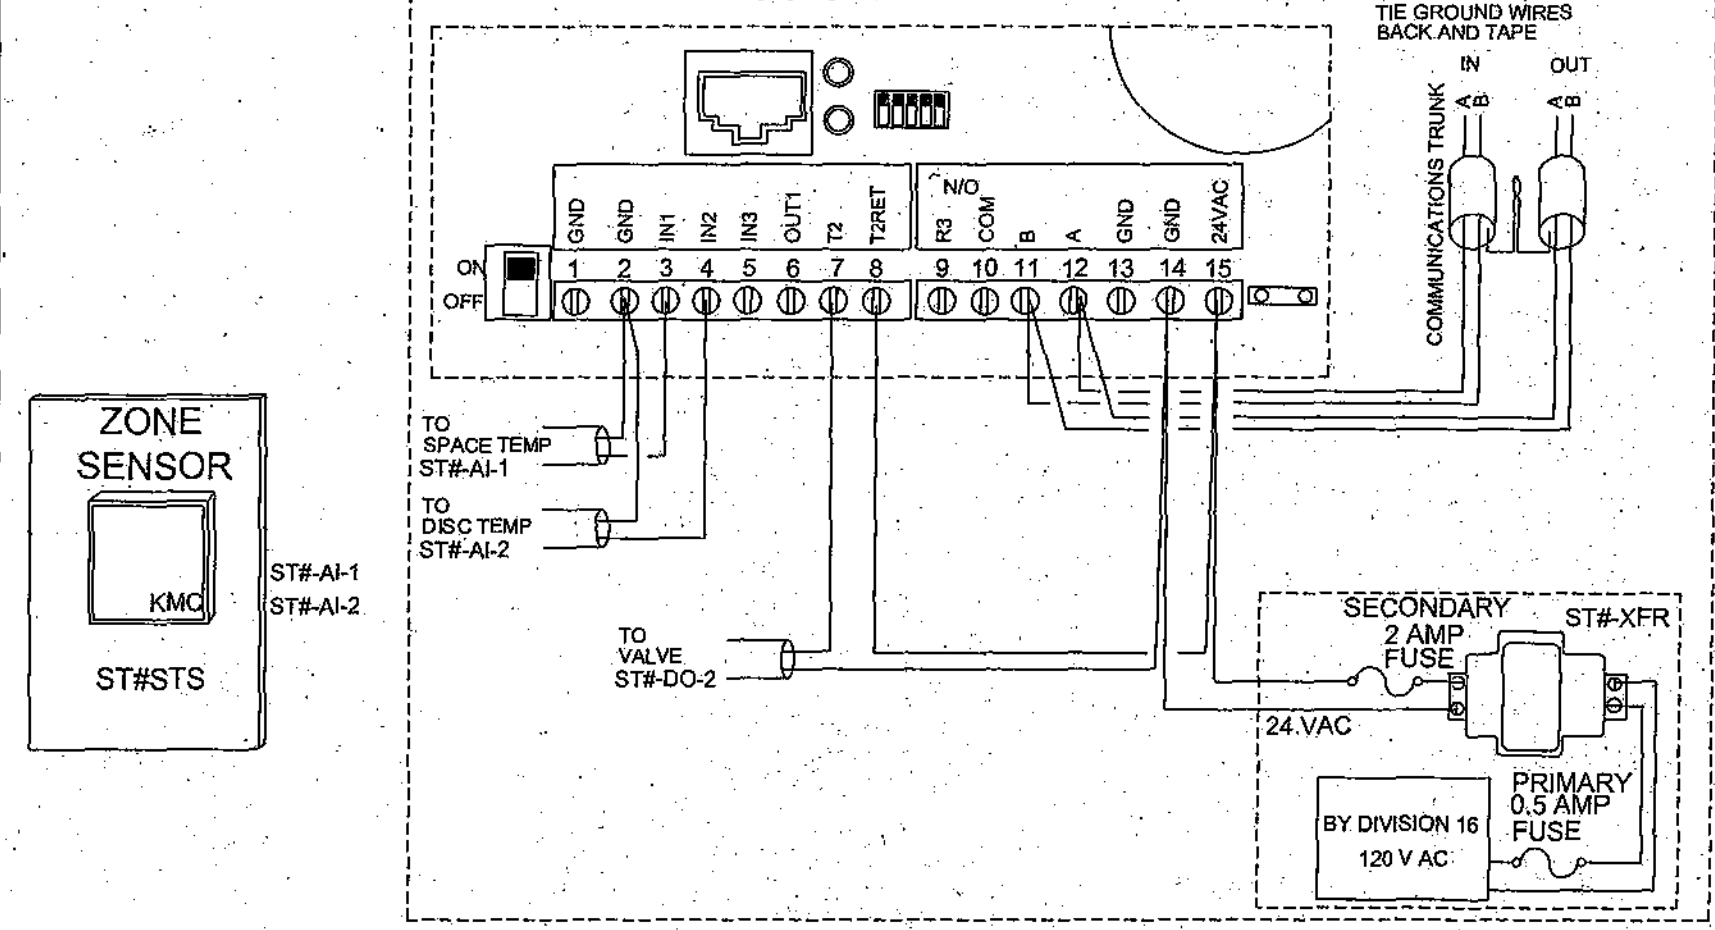 TIE GROUND WIRES
BACK AND TAPE
IN OUT
A B A B
COMMUNICATIONS TRUNK
GND GND IN1 IN2 IN3 OUT1 T2 T2RET
N/O
R3 COM B A GND GND 24VAC
ON
OFF
1 2 3 4 5 6 7 8 9 10 11 12 13 14 15
TO
SPACE TEMP
ST#-AI-1
TO
DISC TEMP
ST#-AI-2
ZONE
SENSOR
KMC
ST#-AI-1
ST#-AI-2
ST#STS
TO
VALVE
ST#-DO-2
SECONDARY
2 AMP
FUSE
ST#-XFR
24.VAC
PRIMARY
0.5 AMP
FUSE
BY DIVISION 16
120 V AC